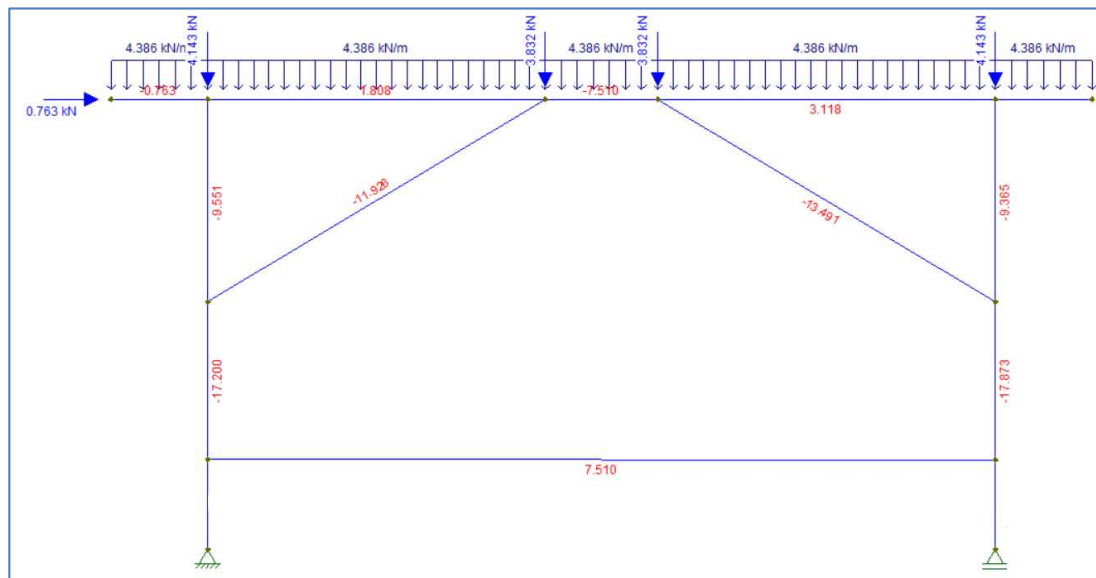 4.386 kN/m
4.143 kN
4.386 kN/m
3.832 kN
4.386 kN/m
3.832 kN
4.386 kN/m
4.143 kN
4.386 kN/m
0.763 kN
-0.763
1.808
-7.510
3.118
-9.551
-11.926
-13.491
-9.365
-17.200
-17.873
7.510